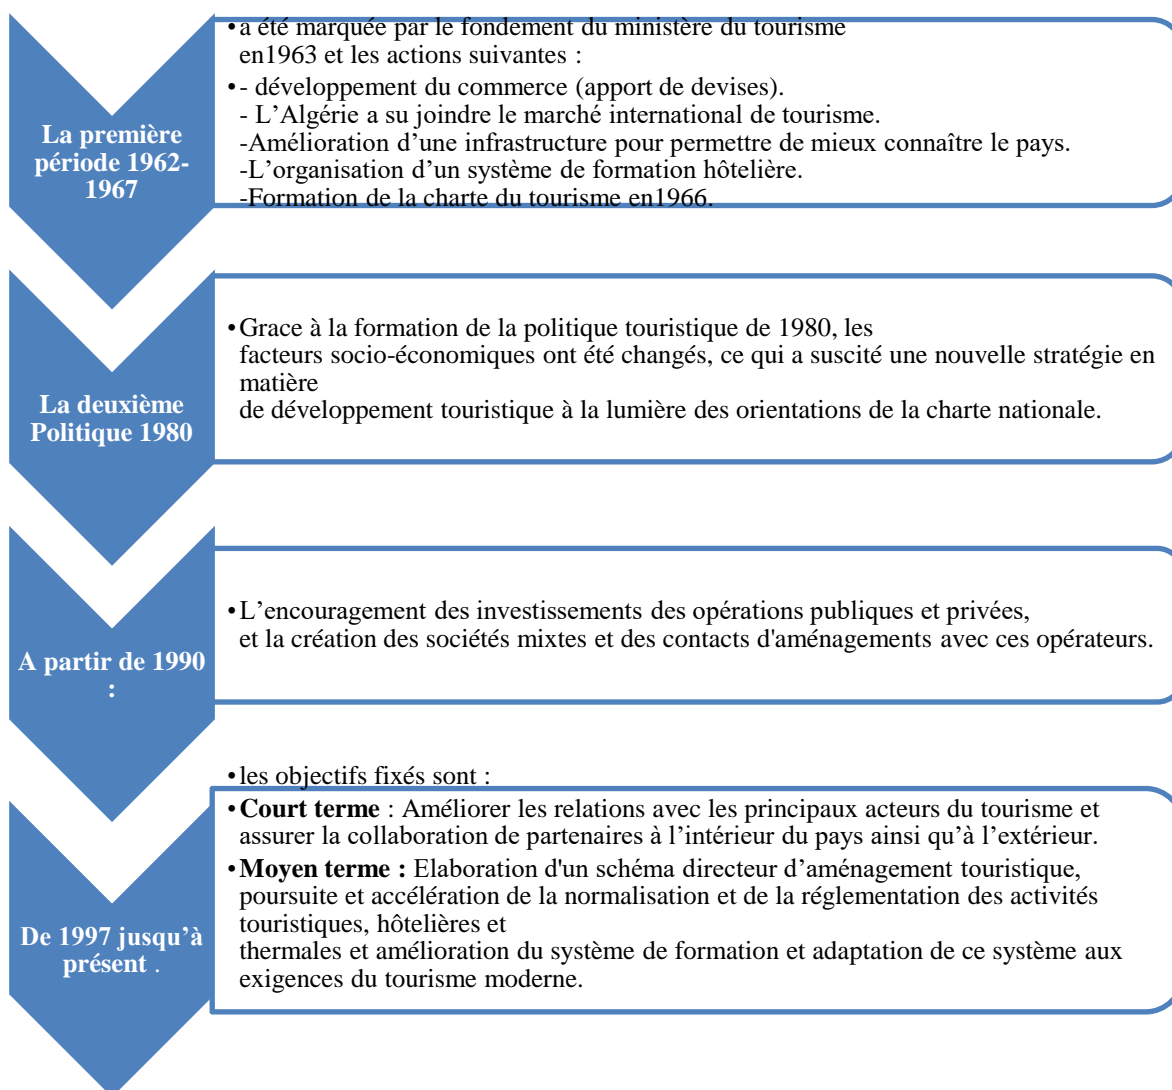 La première
période 1962-
1967
•a été marquée par le fondement du ministère du tourisme
en1963 et les actions suivantes :
•- développement du commerce (apport de devises).
- L’Algérie a su joindre le marché international de tourisme.
-Amélioration d’une infrastructure pour permettre de mieux connaître le pays.
-L’organisation d’un système de formation hôtelière.
-Formation de la charte du tourisme en1966.
La deuxième
Politique 1980
•Grace à la formation de la politique touristique de 1980, les
facteurs socio-économiques ont été changés, ce qui a suscité une nouvelle stratégie en
matière
de développement touristique à la lumière des orientations de la charte nationale.
A partir de 1990
:
•L’encouragement des investissements des opérations publiques et privées,
et la création des sociétés mixtes et des contacts d'aménagements avec ces opérateurs.
De 1997 jusqu’à
présent .
•les objectifs fixés sont :
•Court terme : Améliorer les relations avec les principaux acteurs du tourisme et
assurer la collaboration de partenaires à l’intérieur du pays ainsi qu’à l’extérieur.
•Moyen terme : Elaboration d'un schéma directeur d’aménagement touristique,
poursuite et accélération de la normalisation et de la réglementation des activités
touristiques, hôtelières et
thermales et amélioration du système de formation et adaptation de ce système aux
exigences du tourisme moderne.